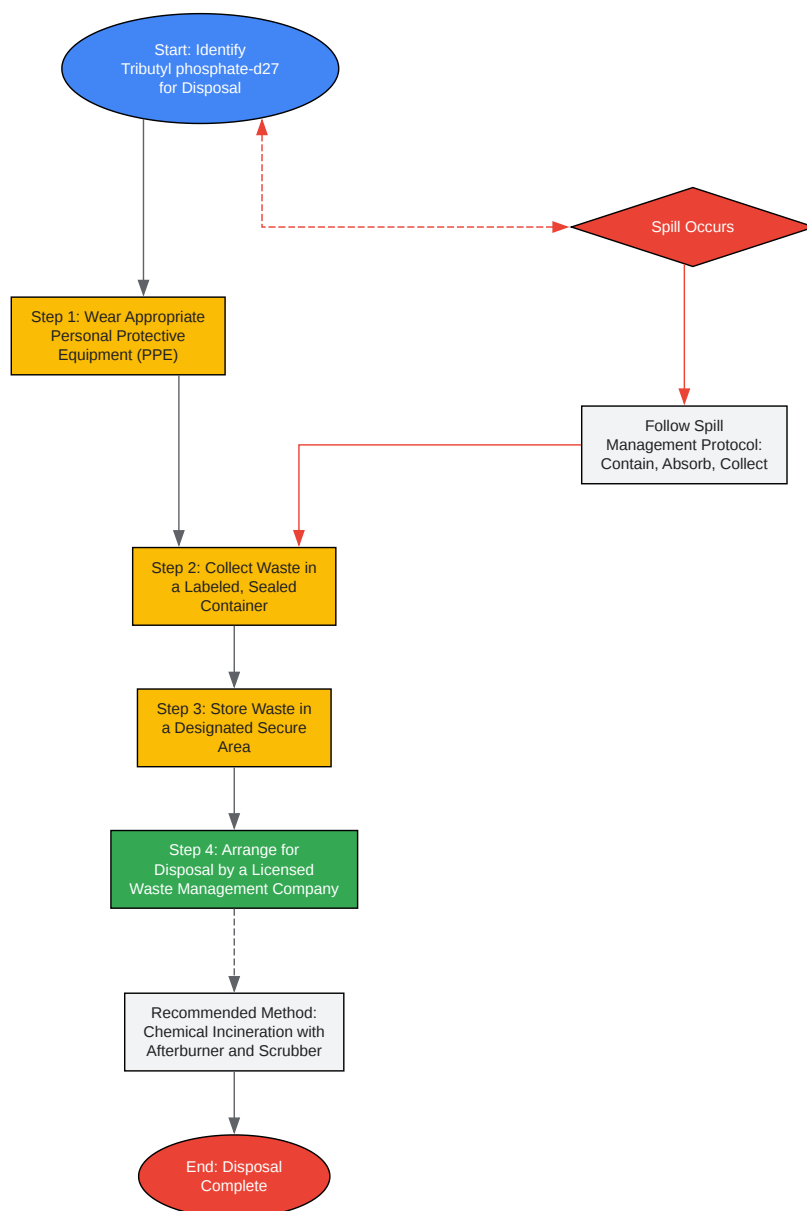 Start: Identify
Tributyl phosphate-d27
for Disposal
Spill Occurs
Step 1: Wear Appropriate
Personal Protective
Equipment (PPE)
Follow Spill
Management Protocol:
Contain, Absorb, Collect
Step 2: Collect Waste in
a Labeled, Sealed
Container
Step 3: Store Waste in
a Designated Secure
Area
Step 4: Arrange for
Disposal by a Licensed
Waste Management Company
Recommended Method:
Chemical Incineration with
Afterburner and Scrubber
End: Disposal
Complete